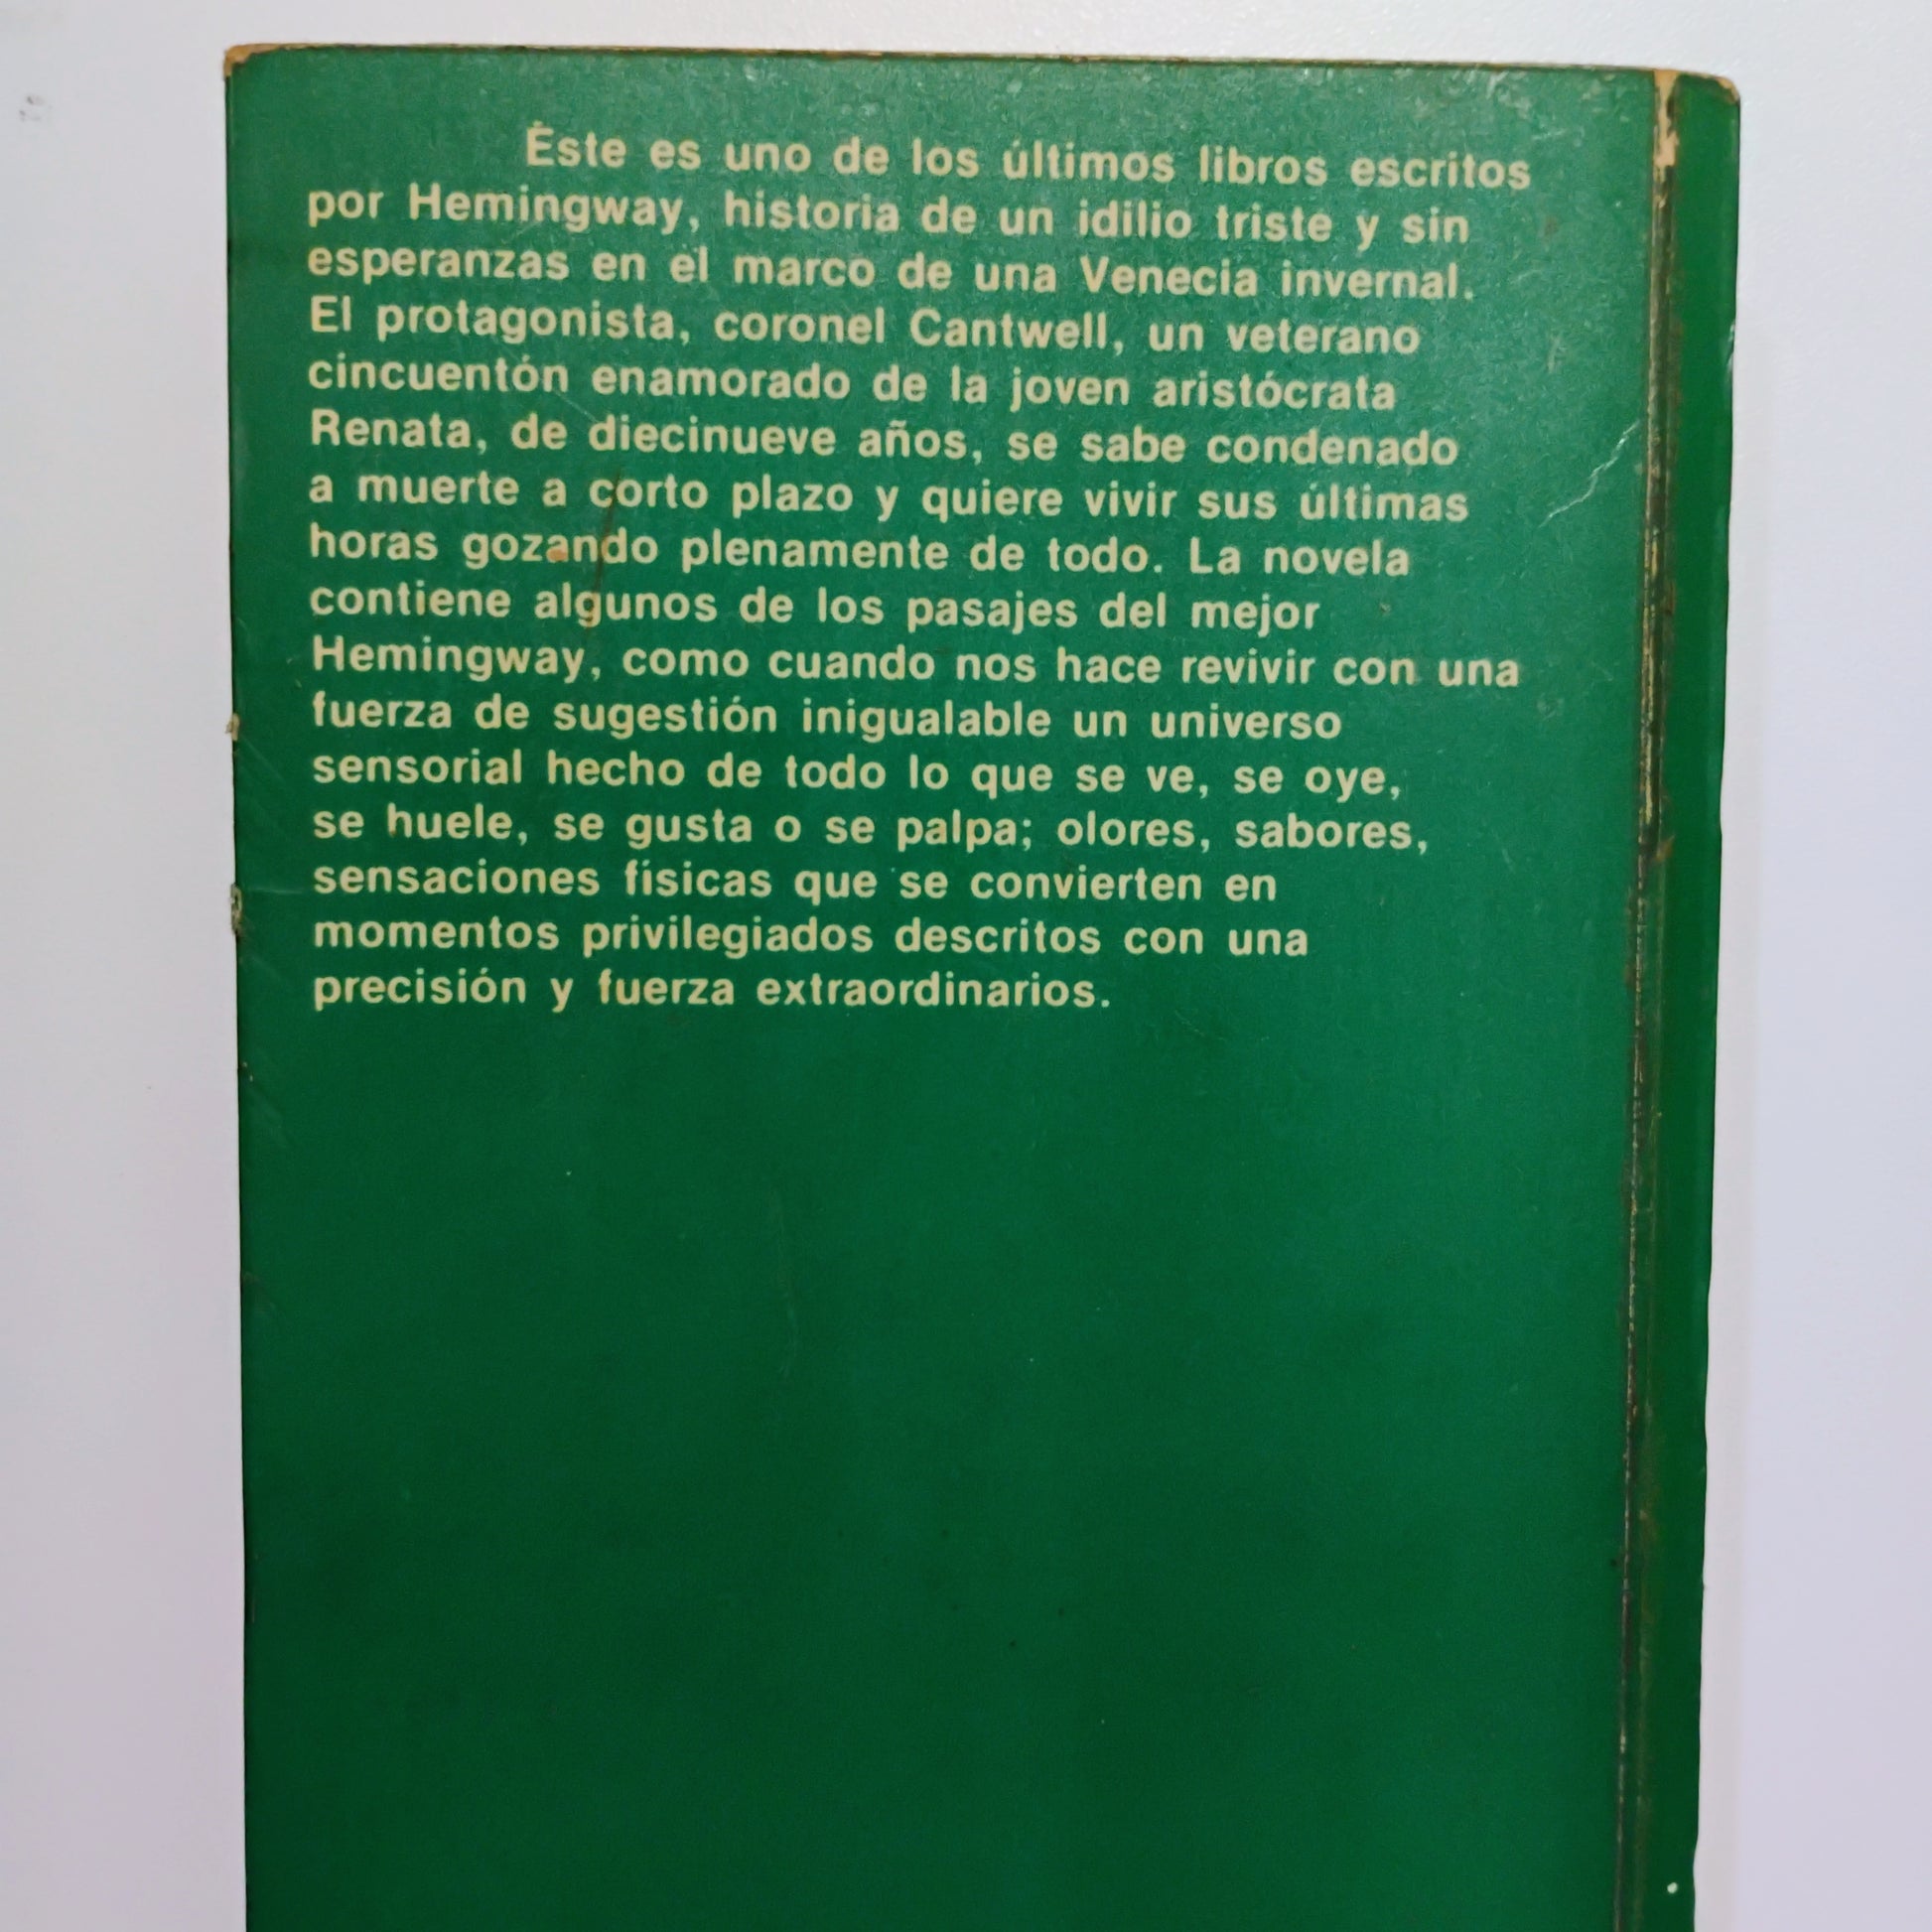 Éste es uno de los últimos libros escritos
por Hemingway, historia de un idilio triste y sin
esperanzas en el marco de una Venecia invernal.
El protagonista, coronel Cantwell, un veterano
cincuentón enamorado de la joven aristócrata
Renata, de diecinueve años, se sabe condenado
a muerte a corto plazo y quiere vivir sus últimas
horas gozando plenamente de todo. La novela
contiene algunos de los pasajes del mejor
Hemingway, como cuando nos hace revivir con una
fuerza de sugestión inigualable un universo
sensorial hecho de todo lo que se ve, se oye,
se huele, se gusta o se palpa; olores, sabores,
sensaciones físicas que se convierten en
momentos privilegiados descritos con una
precisión y fuerza extraordinarios.